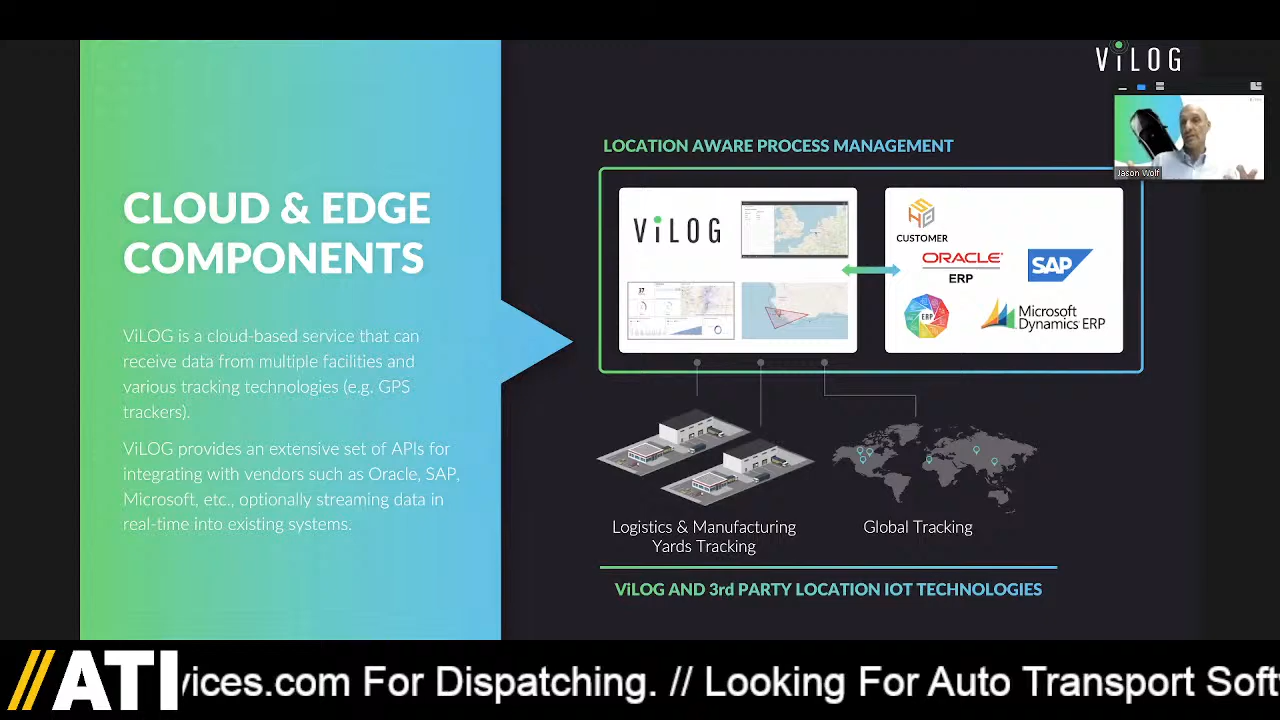 ViLOG
Jason Wolf
LOCATION AWARE PROCESS MANAGEMENT
CLOUD & EDGE
COMPONENTS
ViLOG is a cloud-based service that can
receive data from multiple facilities and
various tracking technologies (e.g. GPS
trackers).
ViLOG provides an extensive set of APIs for
integrating with vendors such as Oracle, SAP,
Microsoft, etc., optionally streaming data in
real-time into existing systems.
ViLOG
37
CUSTOMER
ORACLE®
ERP
SAP
ERP
Microsoft
Dynamics ERP
Logistics & Manufacturing
Yards Tracking
Global Tracking
ViLOG AND 3rd PARTY LOCATION IOT TECHNOLOGIES
//ATI
vices.com For Dispatching. // Looking For Auto Transport Soft